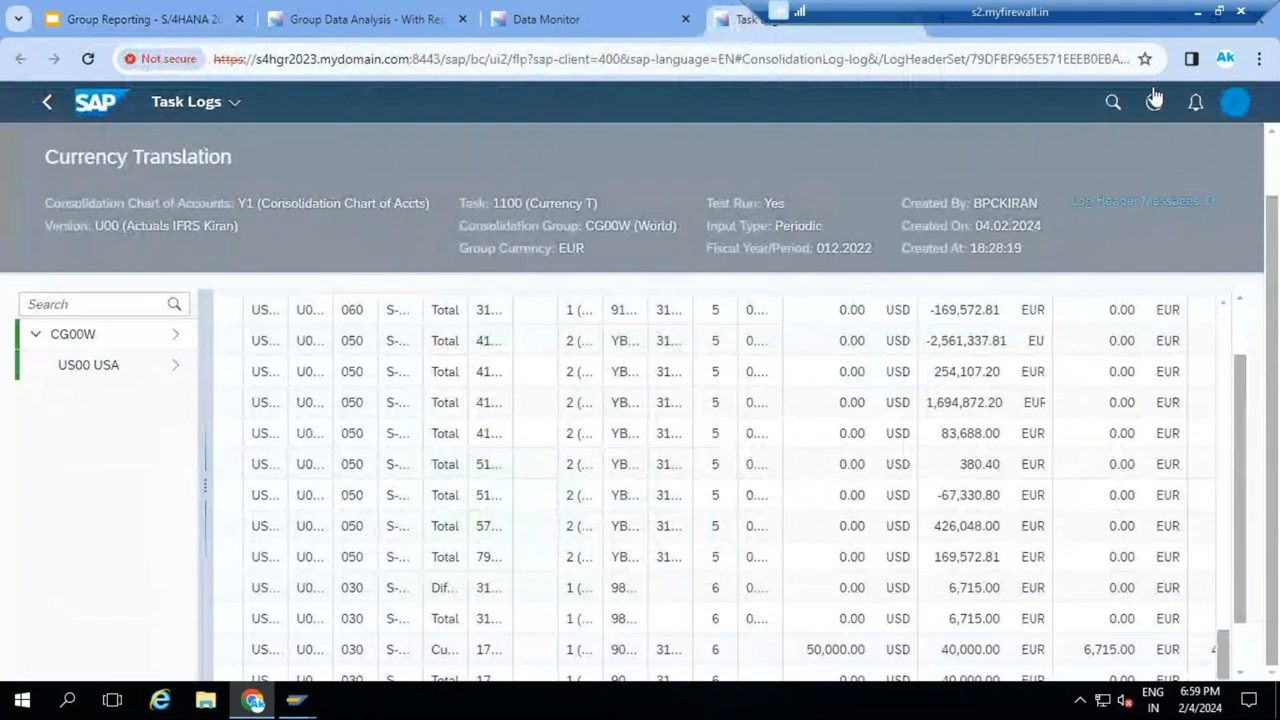 s2.myfirewall.in
Group Reporting - S/4HANA 20
Group Data Analysis - With Rep
Data Monitor
Task
Not secure
https://s4hgr2023.mydomain.com:8443/sap/bc/ui2/flp?sap-client=400&sap-language=EN#ConsolidationLog-log&/LogHeaderSet/79DFBF965E571EEEB0EBA...
Ak
SAP Task Logs
Currency Translation
Consolidation Chart of Accounts: Y1 (Consolidation Chart of Accts) Task: 1100 (Currency T) Test Run: Yes Created By: BPCKIRAN Log Header Messages: 0
Version: U00 (Actuals IFRS Kiran) Consolidation Group: CG00W (World) Input Type: Periodic Created On: 04.02.2024
Group Currency: EUR Fiscal Year/Period: 012.2022 Created At: 18:28:19
Search
CG00W
US00 USA
US... U0... 060 S-... Total 31... 1 (... 91... 31... 5 0.... 0.00 USD -169,572.81 EUR 0.00 EUR
US... U0... 050 S-... Total 41... 2 (... YB... 31... 5 0.... 0.00 USD -2,561,337.81 EU 0.00 EUR
US... U0... 050 S-... Total 41... 2 (... YB... 31... 5 0.... 0.00 USD 254,107.20 EUR 0.00 EUR
US... U0... 050 S-... Total 41... 2 (... YB... 31... 5 0.... 0.00 USD 1,694,872.20 EUR 0.00 EUR
US... U0... 050 S-... Total 41... 2 (... YB... 31... 5 0.... 0.00 USD 83,688.00 EUR 0.00 EUR
US... U0... 050 S-... Total 51... 2 (... YB... 31... 5 0.... 0.00 USD 380.40 EUR 0.00 EUR
US... U0... 050 S-... Total 51... 2 (... YB... 31... 5 0.... 0.00 USD -67,330.80 EUR 0.00 EUR
US... U0... 050 S-... Total 57... 2 (... YB... 31... 5 0.... 0.00 USD 426,048.00 EUR 0.00 EUR
US... U0... 050 S-... Total 79... 2 (... YB... 31... 5 0.... 0.00 USD 169,572.81 EUR 0.00 EUR
US... U0... 030 S-... Dif... 31... 1 (... 98... 6 0.... 0.00 USD 6,715.00 EUR 0.00 EUR
US... U0... 030 S-... Total 31... 1 (... 98... 6 0.... 0.00 USD 6,715.00 EUR 0.00 EUR
US... U0... 030 S-... Cu... 17... 1 (... 90... 31... 6 50,000.00 USD 40,000.00 EUR 6,715.00 EUR
ENG
IN
6:59 PM
2/4/2024